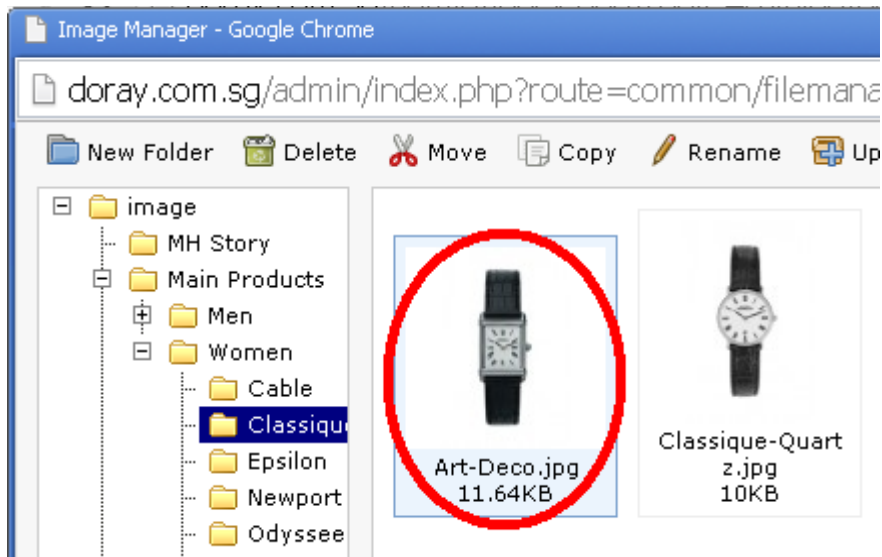 Image Manager - Google Chrome
doray.com.sg/admin/index.php?route=common/filemana
New Folder Delete Move Copy Rename Up
image
MH Story
Main Products
Men
Women
Cable
Classiqu
Epsilon
Newport
Odyssee
Art-Deco.jpg
11.64KB
Classique-Quart
z.jpg
10KB